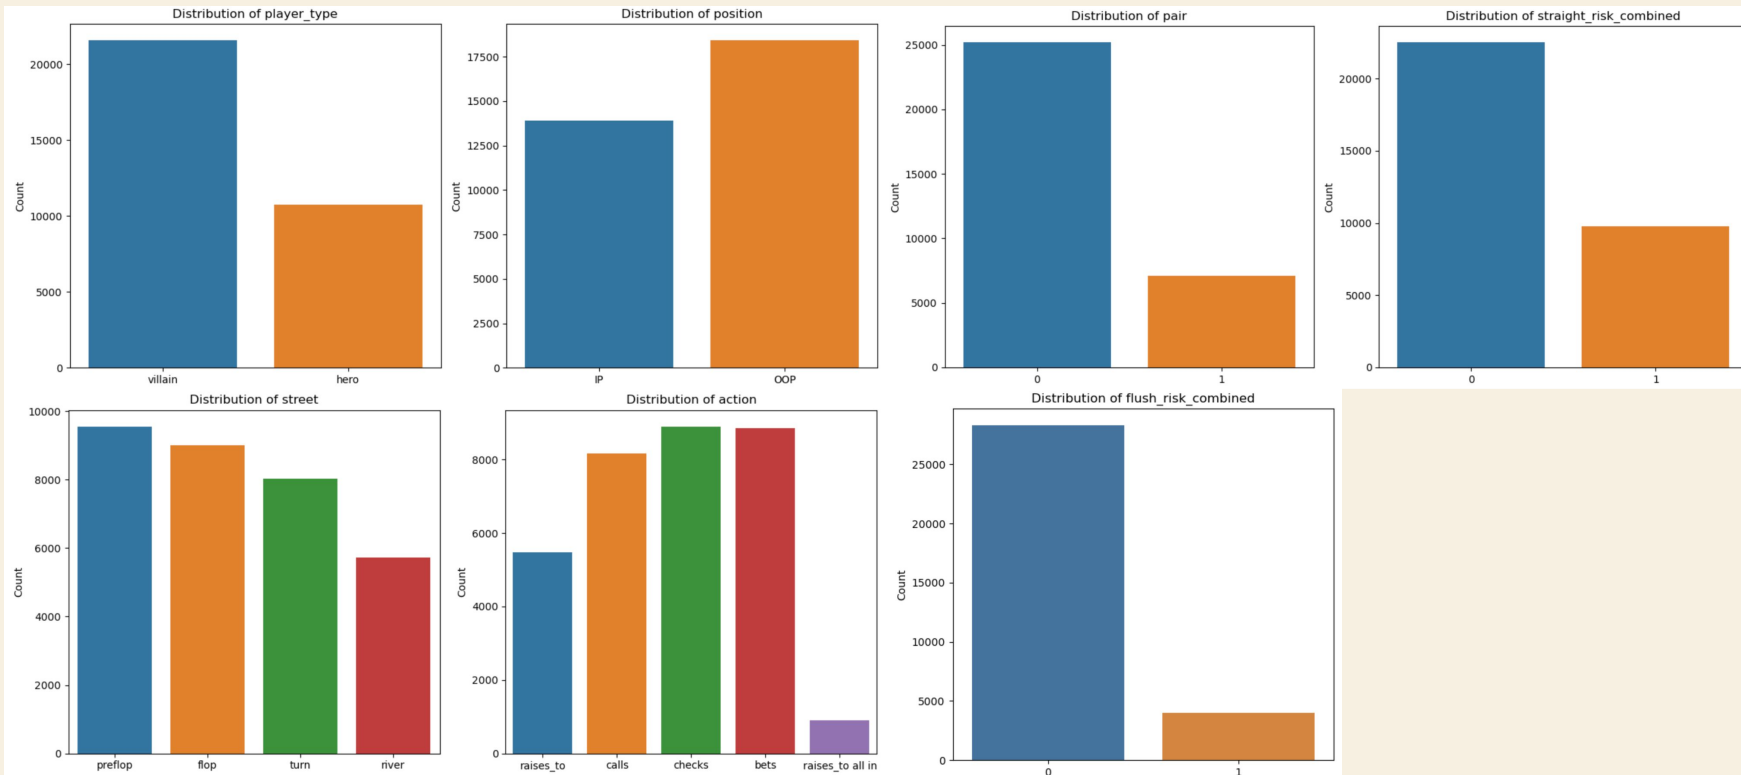 Distribution of player_type
Count
20000
15000
10000
5000
0
villain
hero
Distribution of position
Count
17500
15000
12500
10000
7500
5000
2500
0
IP
OOP
Distribution of pair
Count
25000
20000
15000
10000
5000
0
0
1
Distribution of straight_risk_combined
Count
20000
15000
10000
5000
0
0
1
Distribution of street
Count
10000
8000
6000
4000
2000
0
preflop
flop
turn
river
Distribution of action
Count
8000
6000
4000
2000
0
raises_to
calls
checks
bets
raises_to all in
Distribution of flush_risk_combined
Count
25000
20000
15000
10000
5000
0
0
1